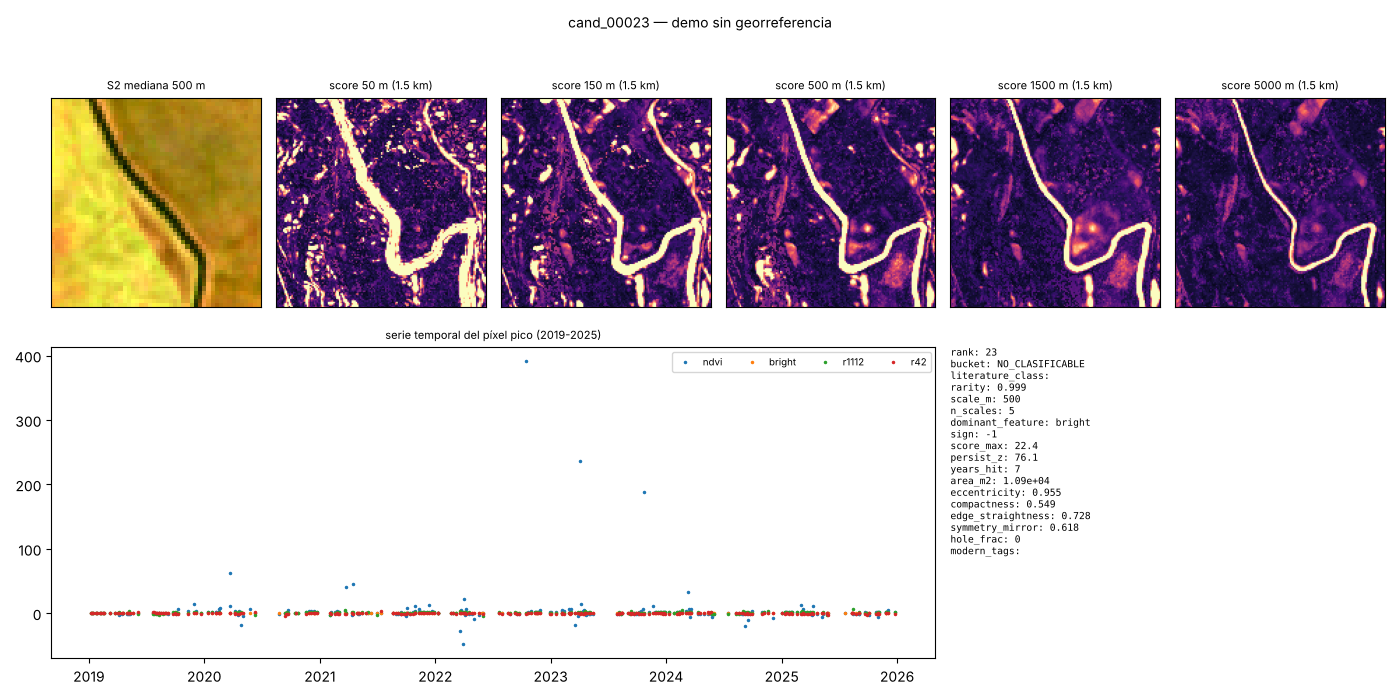 cand_00023 — demo sin georreferencia
S2 mediana 500 m
score 50 m (1.5 km)
score 150 m (1.5 km)
score 500 m (1.5 km)
score 1500 m (1.5 km)
score 5000 m (1.5 km)
serie temporal del píxel pico (2019-2025)
ndvi bright r1112 r42
400
300
200
100
0
2019 2020 2021 2022 2023 2024 2025 2026
rank: 23
bucket: NO_CLASIFICABLE
literature_class:
rarity: 0.999
scale_m: 500
n_scales: 5
dominant_feature: bright
sign: -1
score_max: 22.4
persist_z: 76.1
years_hit: 7
area_m2: 1.09e+04
eccentricity: 0.955
compactness: 0.549
edge_straightness: 0.728
symmetry_mirror: 0.618
hole_frac: 0
modern_tags: